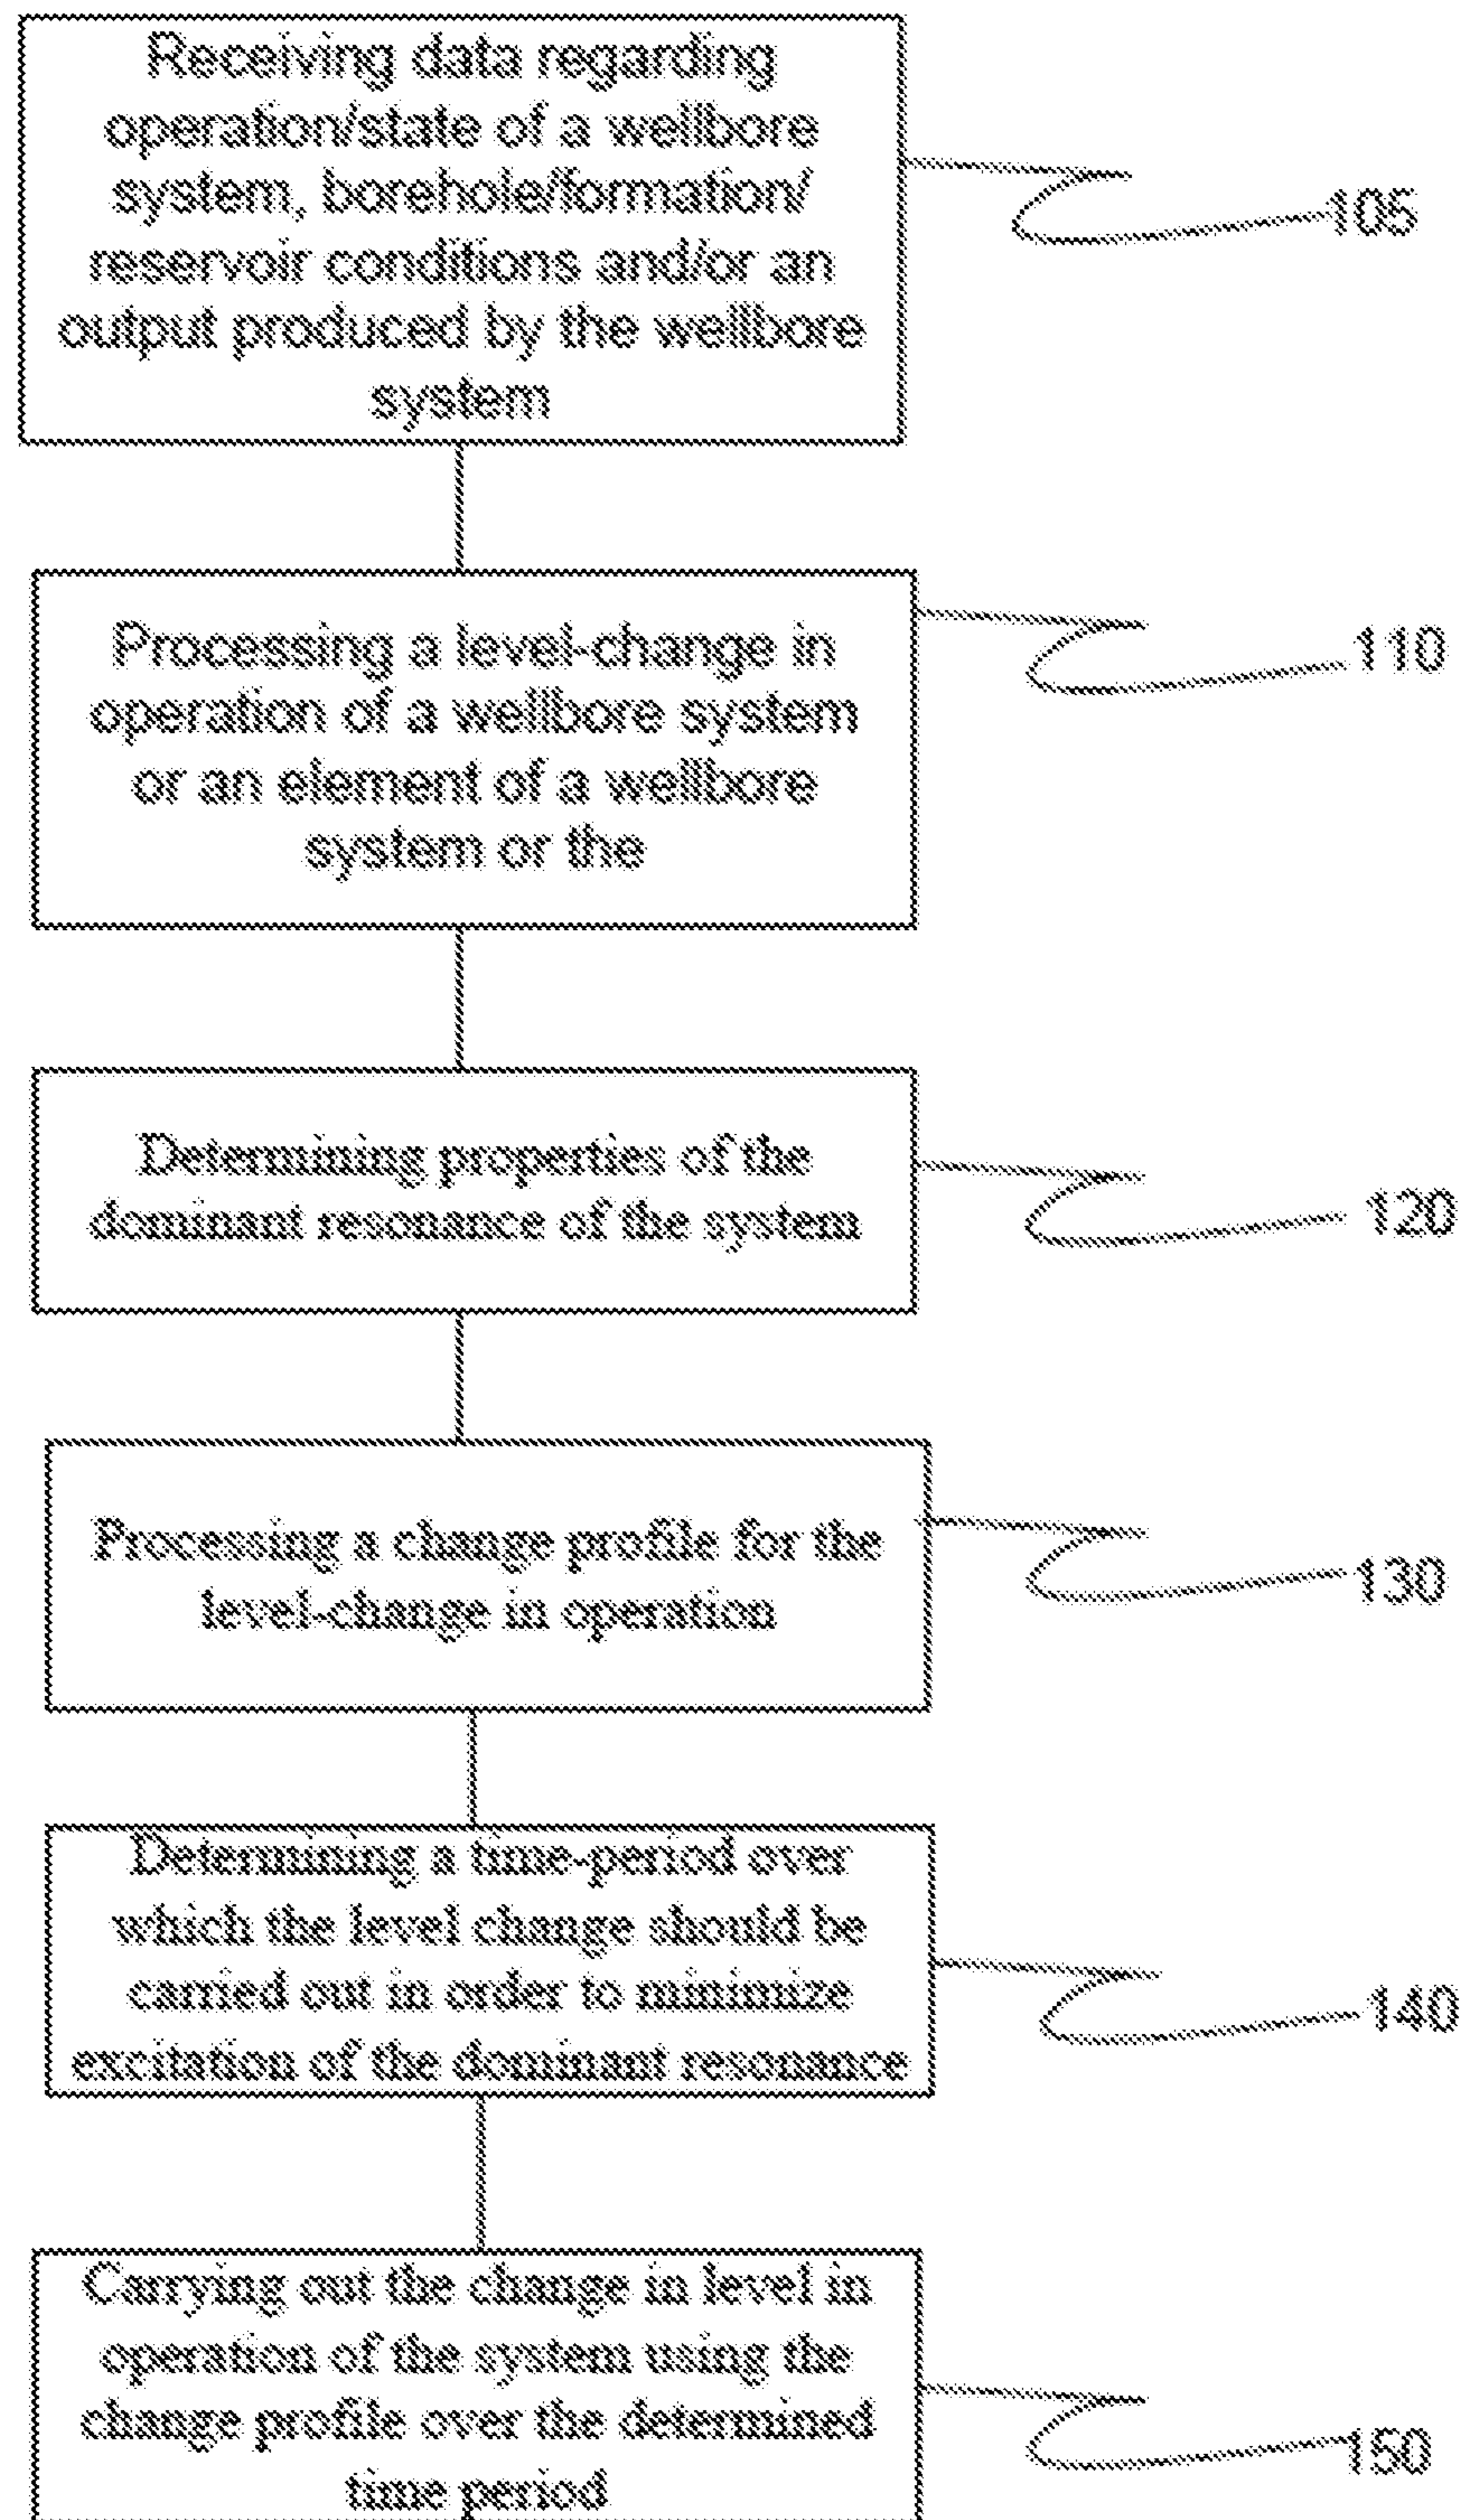 Receiving data regarding
operation/state of a wellbore
system, borehole/formation/
reservoir conditions and/or an
output produced by the wellbore
system
105
Processing a level-change in
operation of a wellbore system
or an element of a wellbore
system or the
110
Determining properties of the
dominant resonance of the system
120
Processing a change profile for the
level-change in operation
130
Determining a time-period over
which the level change should be
carried out in order to minimize
excitation of the dominant resonance
140
Carrying out the change in level in
operation of the system using the
change profile over the determined
time period
150